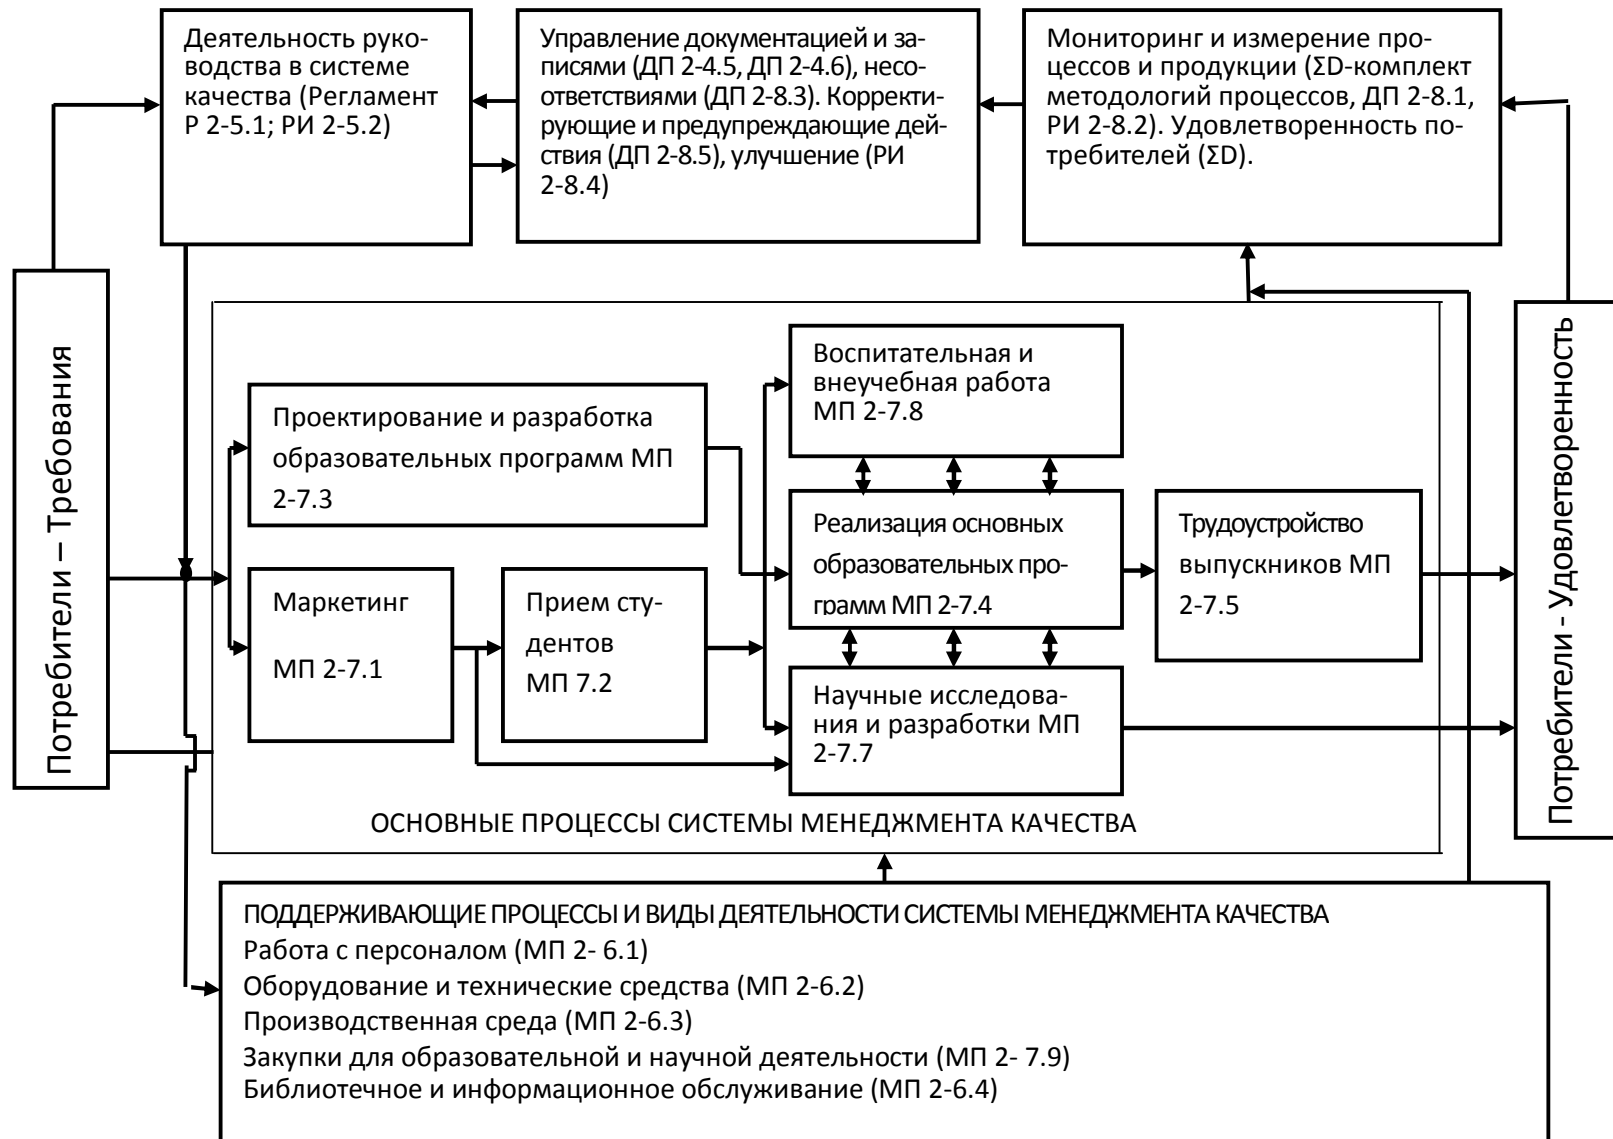 Деятельность руко-
водства в системе
качества (Регламент
Р 2-5.1; РИ 2-5.2)
Управление документацией и за-
писями (ДП 2-4.5, ДП 2-4.6), несо-
ответствиями (ДП 2-8.3). Корректи-
рующие и предупреждающие дей-
ствия (ДП 2-8.5), улучшение (РИ
2-8.4)
Мониторинг и измерение про-
цессов и продукции (ΣD-комплект
методологий процессов, ДП 2-8.1,
РИ 2-8.2). Удовлетворенность по-
требителей (ΣD).
Потребители – Требования
Проектирование и разработка
образовательных программ МП
2-7.3
Маркетинг
МП 2-7.1
Прием сту-
дентов
МП 7.2
Воспитательная и
внеучебная работа
МП 2-7.8
Реализация основных
образовательных про-
грамм МП 2-7.4
Научные исследова-
ния и разработки МП
2-7.7
Трудоустройство
выпускников МП
2-7.5
Потребители - Удовлетворенность
ОСНОВНЫЕ ПРОЦЕССЫ СИСТЕМЫ МЕНЕДЖМЕНТА КАЧЕСТВА
ПОДДЕРЖИВАЮЩИЕ ПРОЦЕССЫ И ВИДЫ ДЕЯТЕЛЬНОСТИ СИСТЕМЫ МЕНЕДЖМЕНТА КАЧЕСТВА
Работа с персоналом (МП 2- 6.1)
Оборудование и технические средства (МП 2-6.2)
Производственная среда (МП 2-6.3)
Закупки для образовательной и научной деятельности (МП 2- 7.9)
Библиотечное и информационное обслуживание (МП 2-6.4)